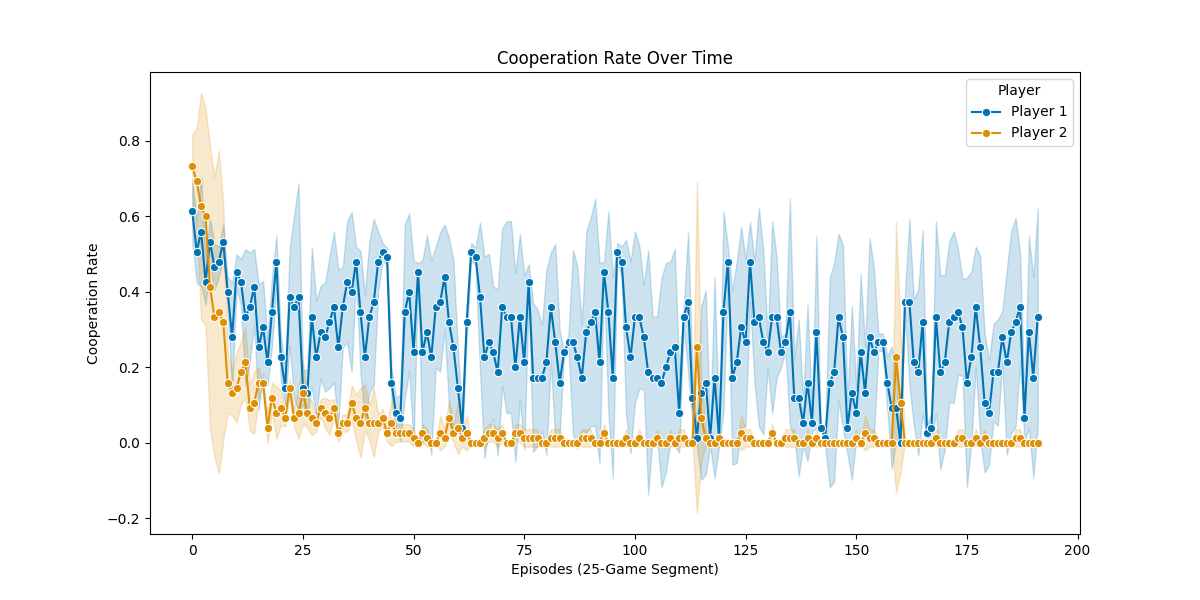 Cooperation Rate Over Time
Player
Player 1
Player 2
Cooperation Rate
0.8
0.6
0.4
0.2
0.0
−0.2
0 25 50 75 100 125 150 175 200
Episodes (25-Game Segment)